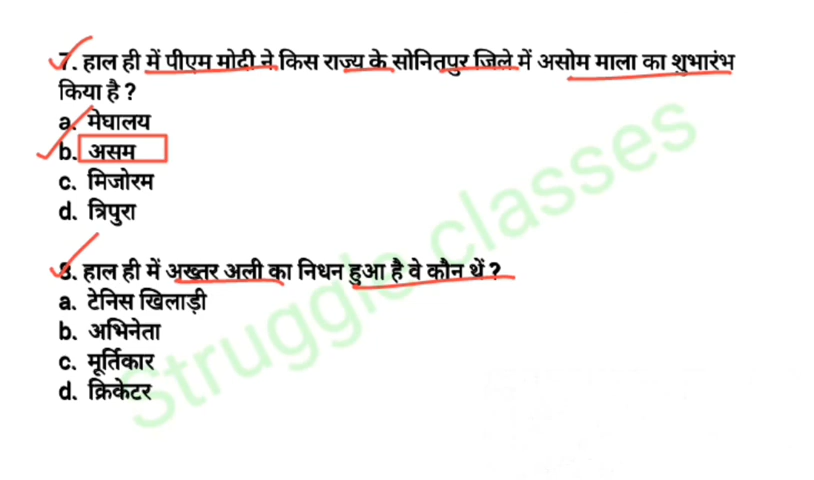 7. हाल ही में पीएम मोदी ने किस राज्य के सोनितपुर जिले में असोम माला का शुभारंभ
किया है ?
a. मेघालय
b. असम
c. मिजोरम
d. त्रिपुरा
8. हाल ही में अख्तर अली का निधन हुआ है वे कौन थें ?
a. टेनिस खिलाड़ी
b. अभिनेता
c. मूर्तिकार
d. क्रिकेटर
Struggle classes